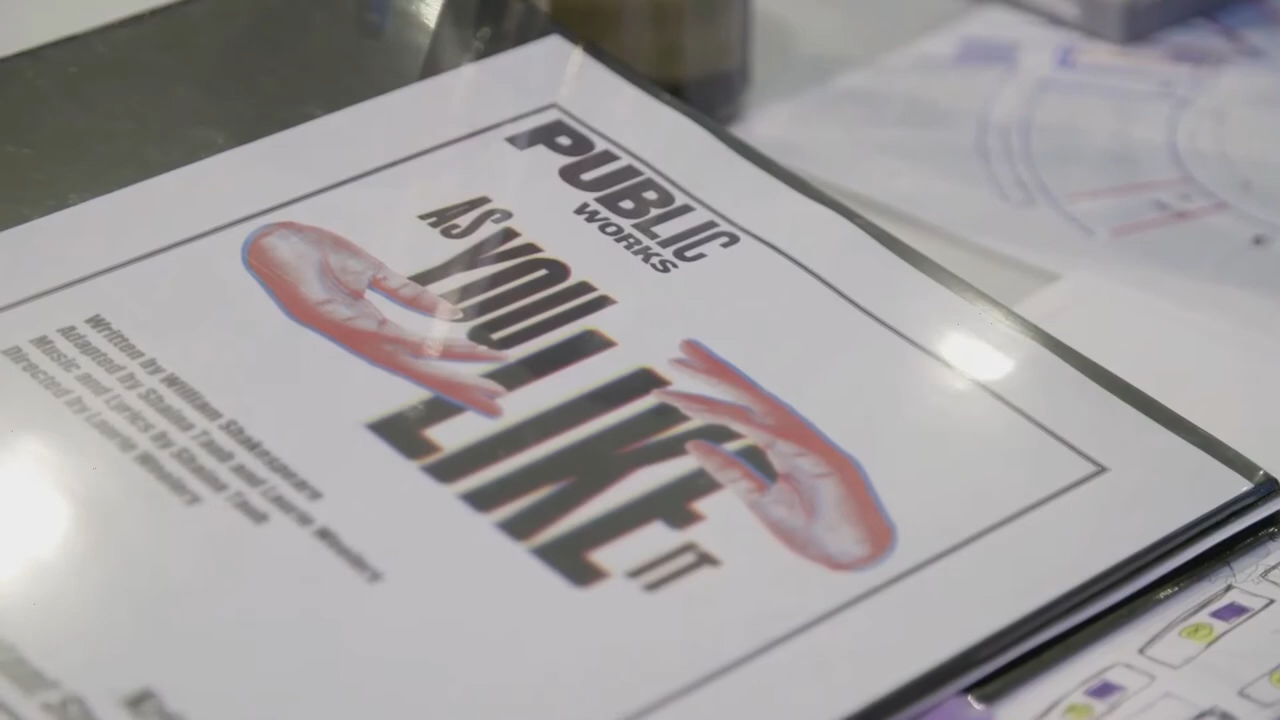 PUBLIC
WORKS
AS
YOU
LIKE
IT
Written by William Shakespeare
Adapted by Shaina Taub and Laurie Woolery
Music and Lyrics by Shaina Taub
Directed by Laurie Woolery